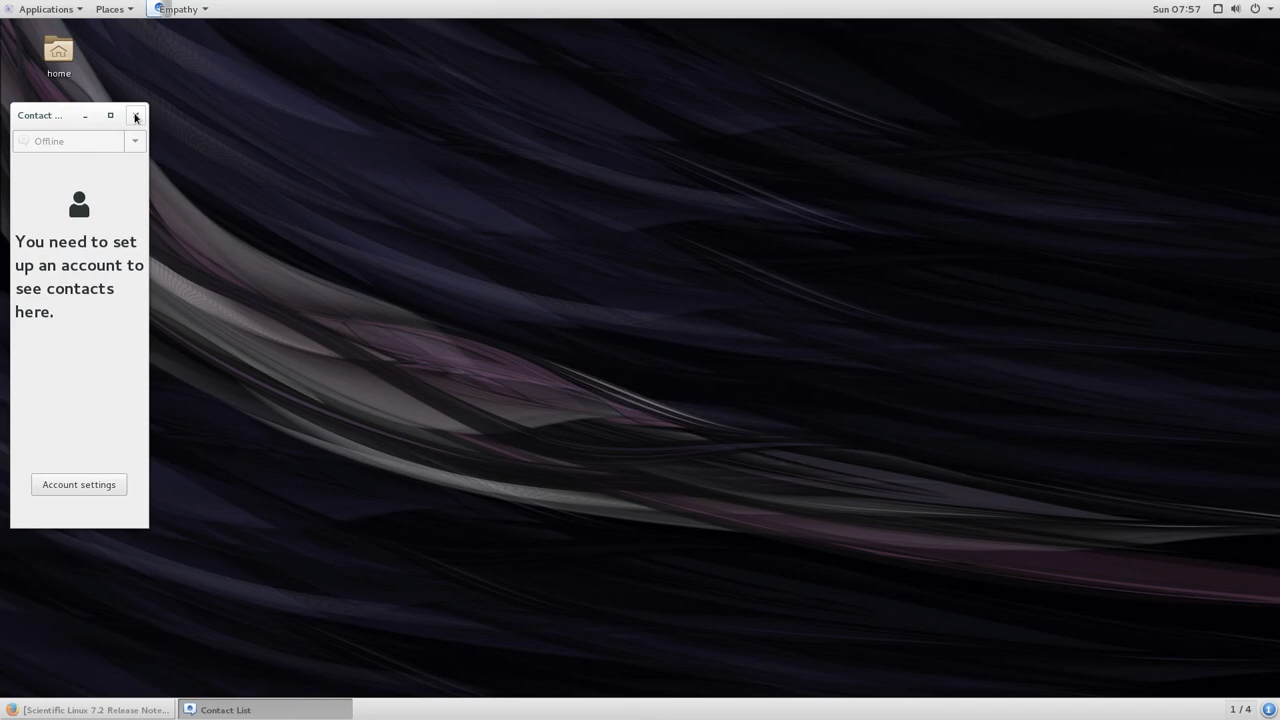 Applications Places Empathy Sun 07:57
home
Contact ...
Offline
You need to set
up an account to
see contacts
here.
Account settings
[Scientific Linux 7.2 Release Note... Contact List 1 / 4